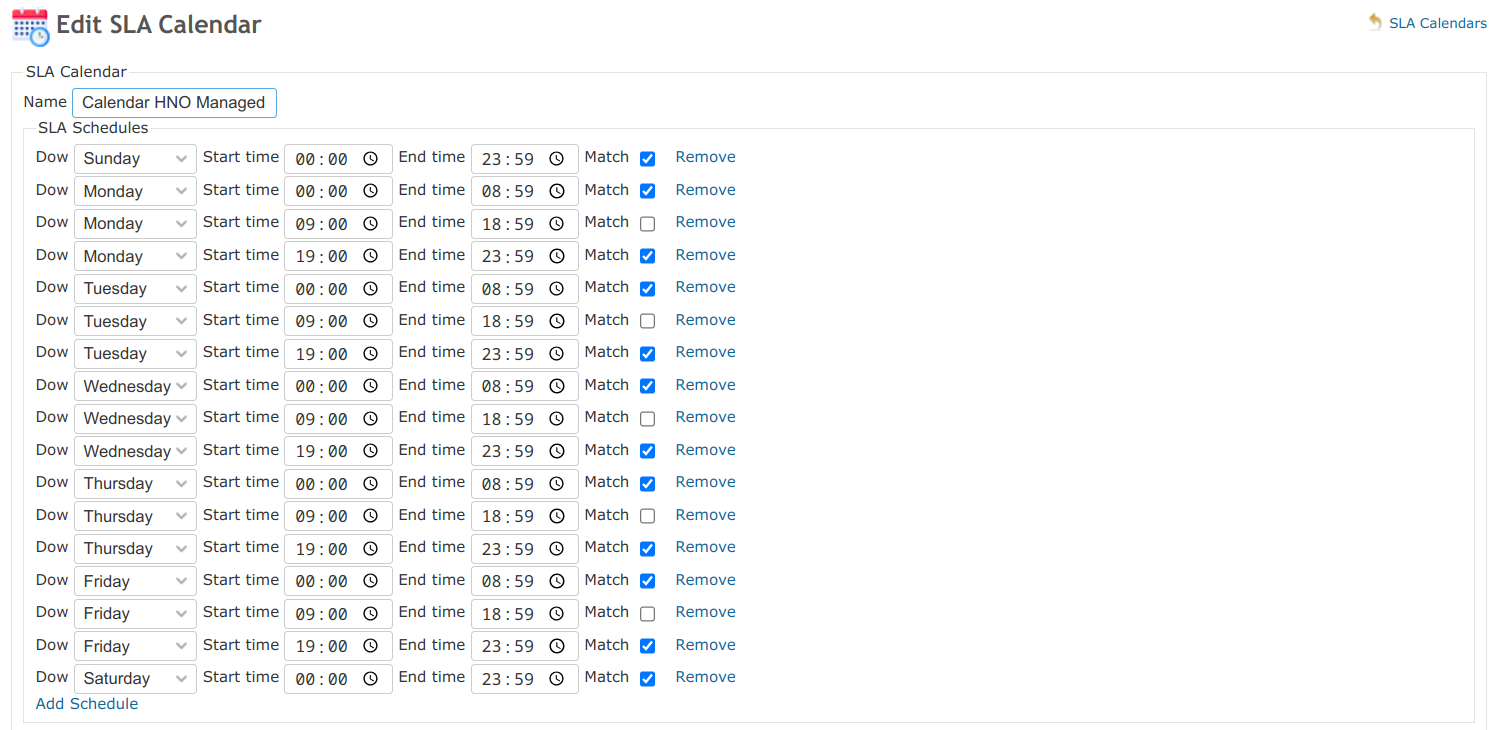 Edit SLA Calendar
SLA Calendars
SLA Calendar
Name Calendar HNO Managed
SLA Schedules
Dow Sunday Start time 00:00 End time 23:59 Match Remove
Dow Monday Start time 00:00 End time 08:59 Match Remove
Dow Monday Start time 09:00 End time 18:59 Match Remove
Dow Monday Start time 19:00 End time 23:59 Match Remove
Dow Tuesday Start time 00:00 End time 08:59 Match Remove
Dow Tuesday Start time 09:00 End time 18:59 Match Remove
Dow Tuesday Start time 19:00 End time 23:59 Match Remove
Dow Wednesday Start time 00:00 End time 08:59 Match Remove
Dow Wednesday Start time 09:00 End time 18:59 Match Remove
Dow Wednesday Start time 19:00 End time 23:59 Match Remove
Dow Thursday Start time 00:00 End time 08:59 Match Remove
Dow Thursday Start time 09:00 End time 18:59 Match Remove
Dow Thursday Start time 19:00 End time 23:59 Match Remove
Dow Friday Start time 00:00 End time 08:59 Match Remove
Dow Friday Start time 09:00 End time 18:59 Match Remove
Dow Friday Start time 19:00 End time 23:59 Match Remove
Dow Saturday Start time 00:00 End time 23:59 Match Remove
Add Schedule